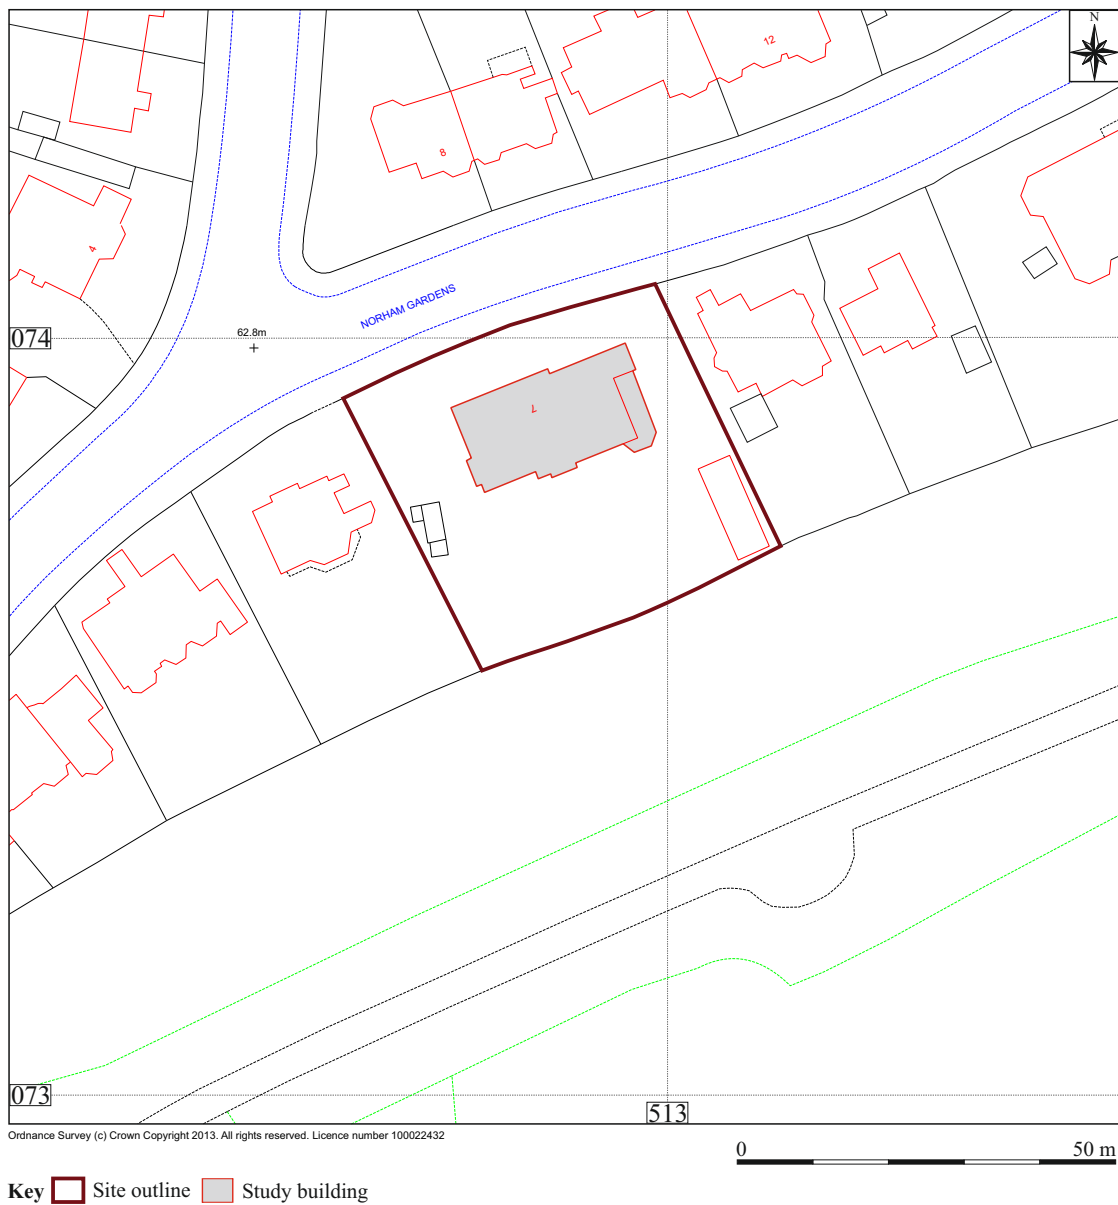 N
12
8
4
NORHAM GARDENS
074
62.8m
7
073
513
Ordnance Survey (c) Crown Copyright 2013. All rights reserved. Licence number 100022432
0 50 m
Key Site outline Study building